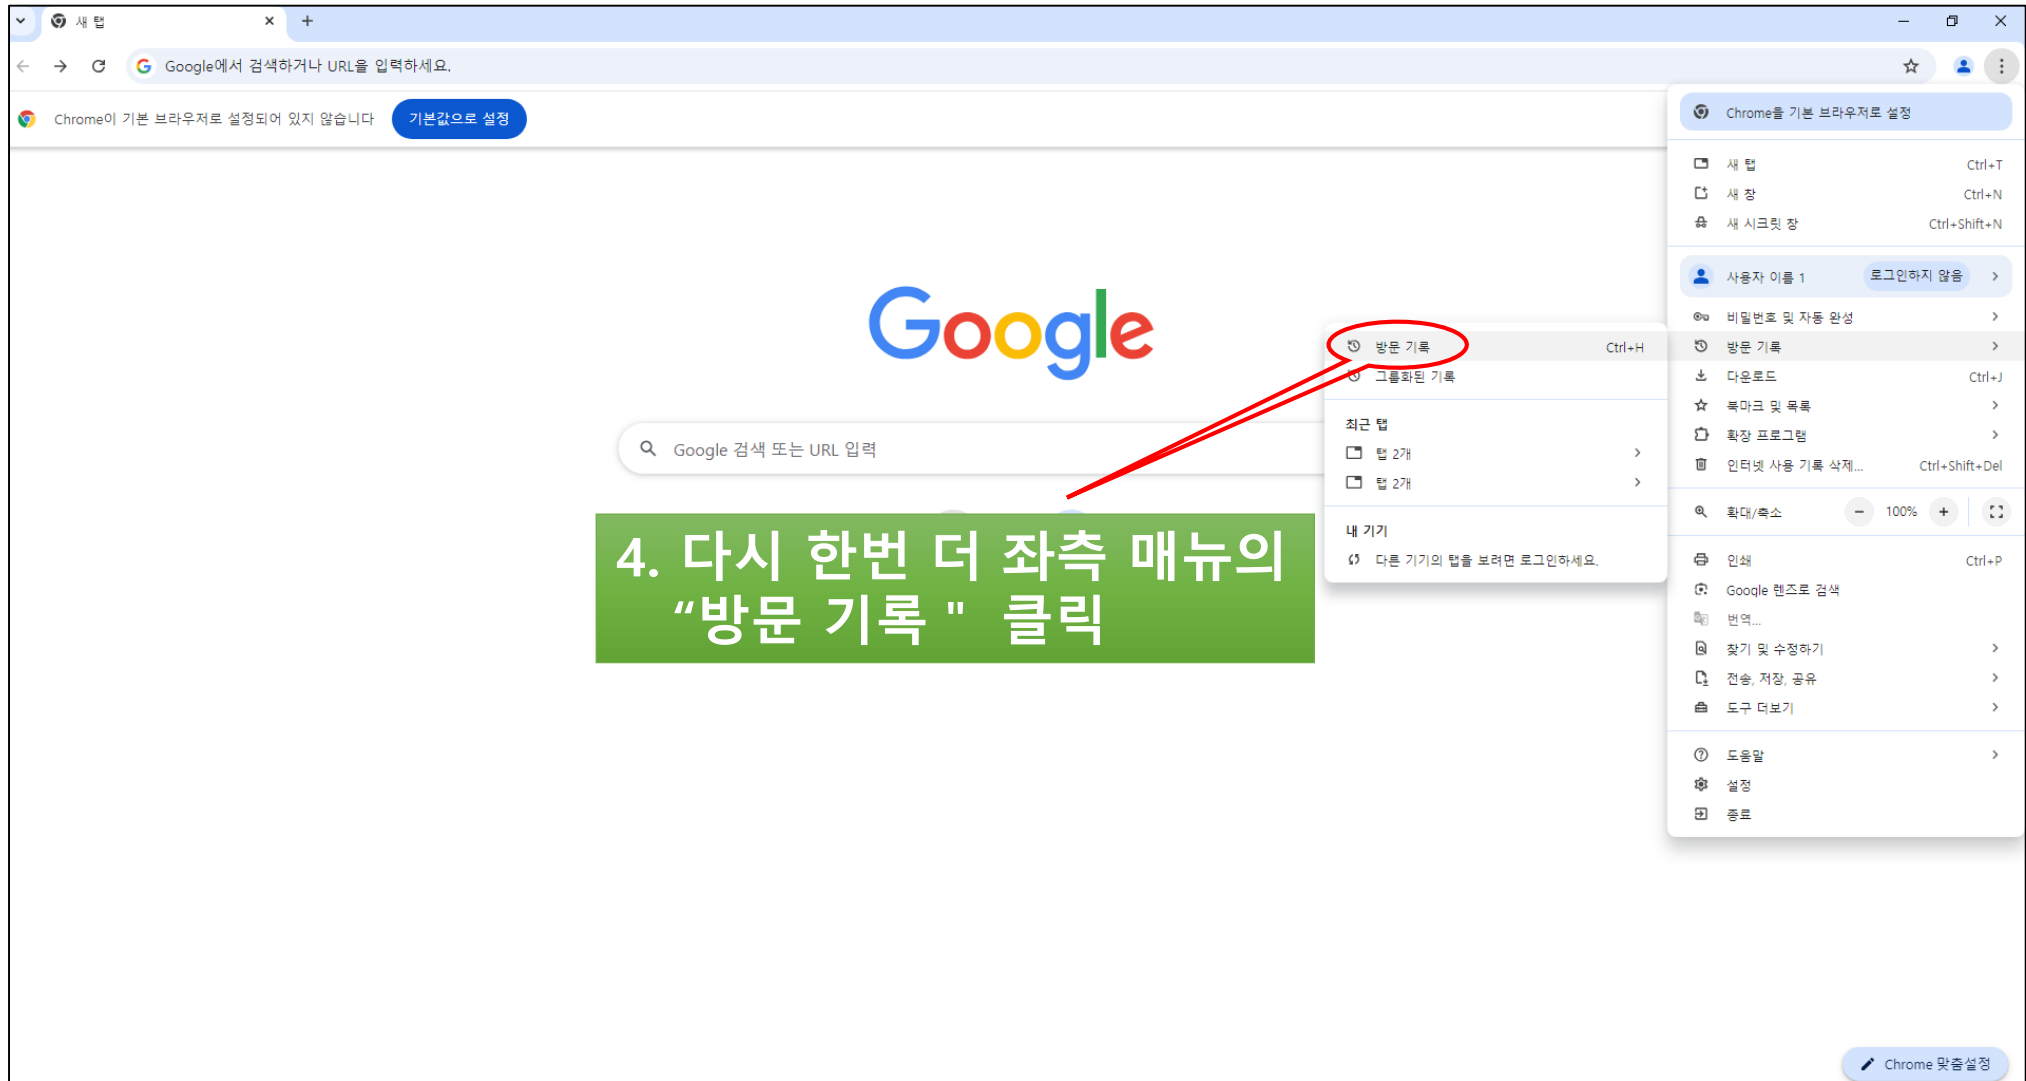 새 탭
Google에서 검색하거나 URL을 입력하세요.
Chrome이 기본 브라우저로 설정되어 있지 않습니다
기본값으로 설정
Google
Google 검색 또는 URL 입력
4. 다시 한번 더 좌측 매뉴의
“방문 기록 " 클릭
방문 기록 Ctrl+H
그룹화된 기록
최근 탭
탭 2개
탭 2개
내 기기
다른 기기의 탭을 보려면 로그인하세요.
Chrome을 기본 브라우저로 설정
새 탭 Ctrl+T
새 창 Ctrl+N
새 시크릿 창 Ctrl+Shift+N
사용자 이름 1 로그인하지 않음
비밀번호 및 자동 완성
방문 기록
다운로드 Ctrl+J
북마크 및 목록
확장 프로그램
인터넷 사용 기록 삭제... Ctrl+Shift+Del
확대/축소 − 100% +
인쇄 Ctrl+P
Google 렌즈로 검색
번역...
찾기 및 수정하기
전송, 저장, 공유
도구 더보기
도움말
설정
종료
Chrome 맞춤설정